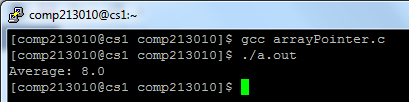 comp213010@cs1:~
[comp213010@cs1 comp213010]$ gcc arrayPointer.c
[comp213010@cs1 comp213010]$ ./a.out
Average: 8.0
[comp213010@cs1 comp213010]$